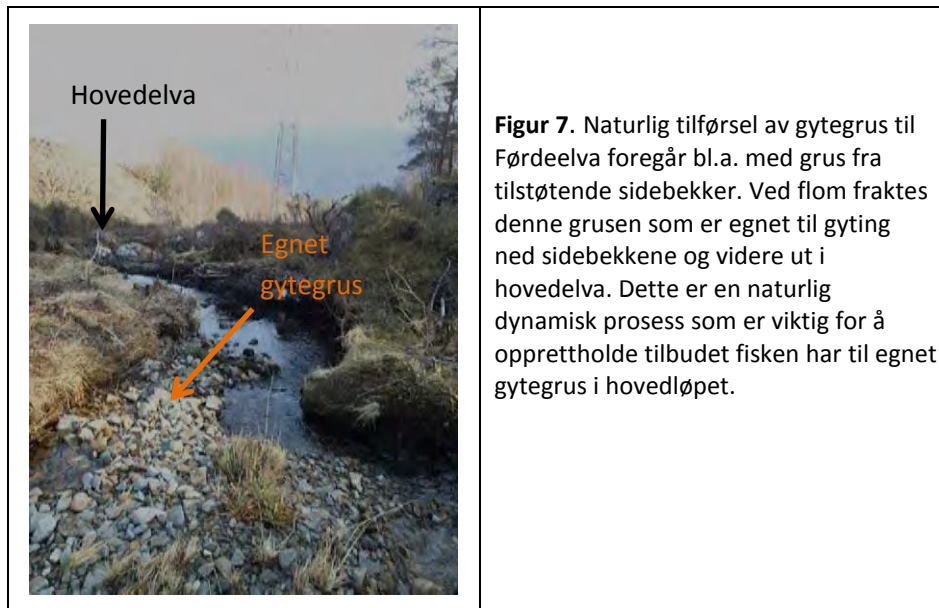 Hovedelva
Egnet
gytegrus
Figur 7. Naturlig tilførsel av gytegrus til
Førdeelva foregår bl.a. med grus fra
tilstøtende sidebekker. Ved flom fraktes
denne grusen som er egnet til gyting
ned sidebekkene og videre ut i
hovedelva. Dette er en naturlig
dynamisk prosess som er viktig for å
opprettholde tilbudet fisken har til egnet
gytegrus i hovedløpet.